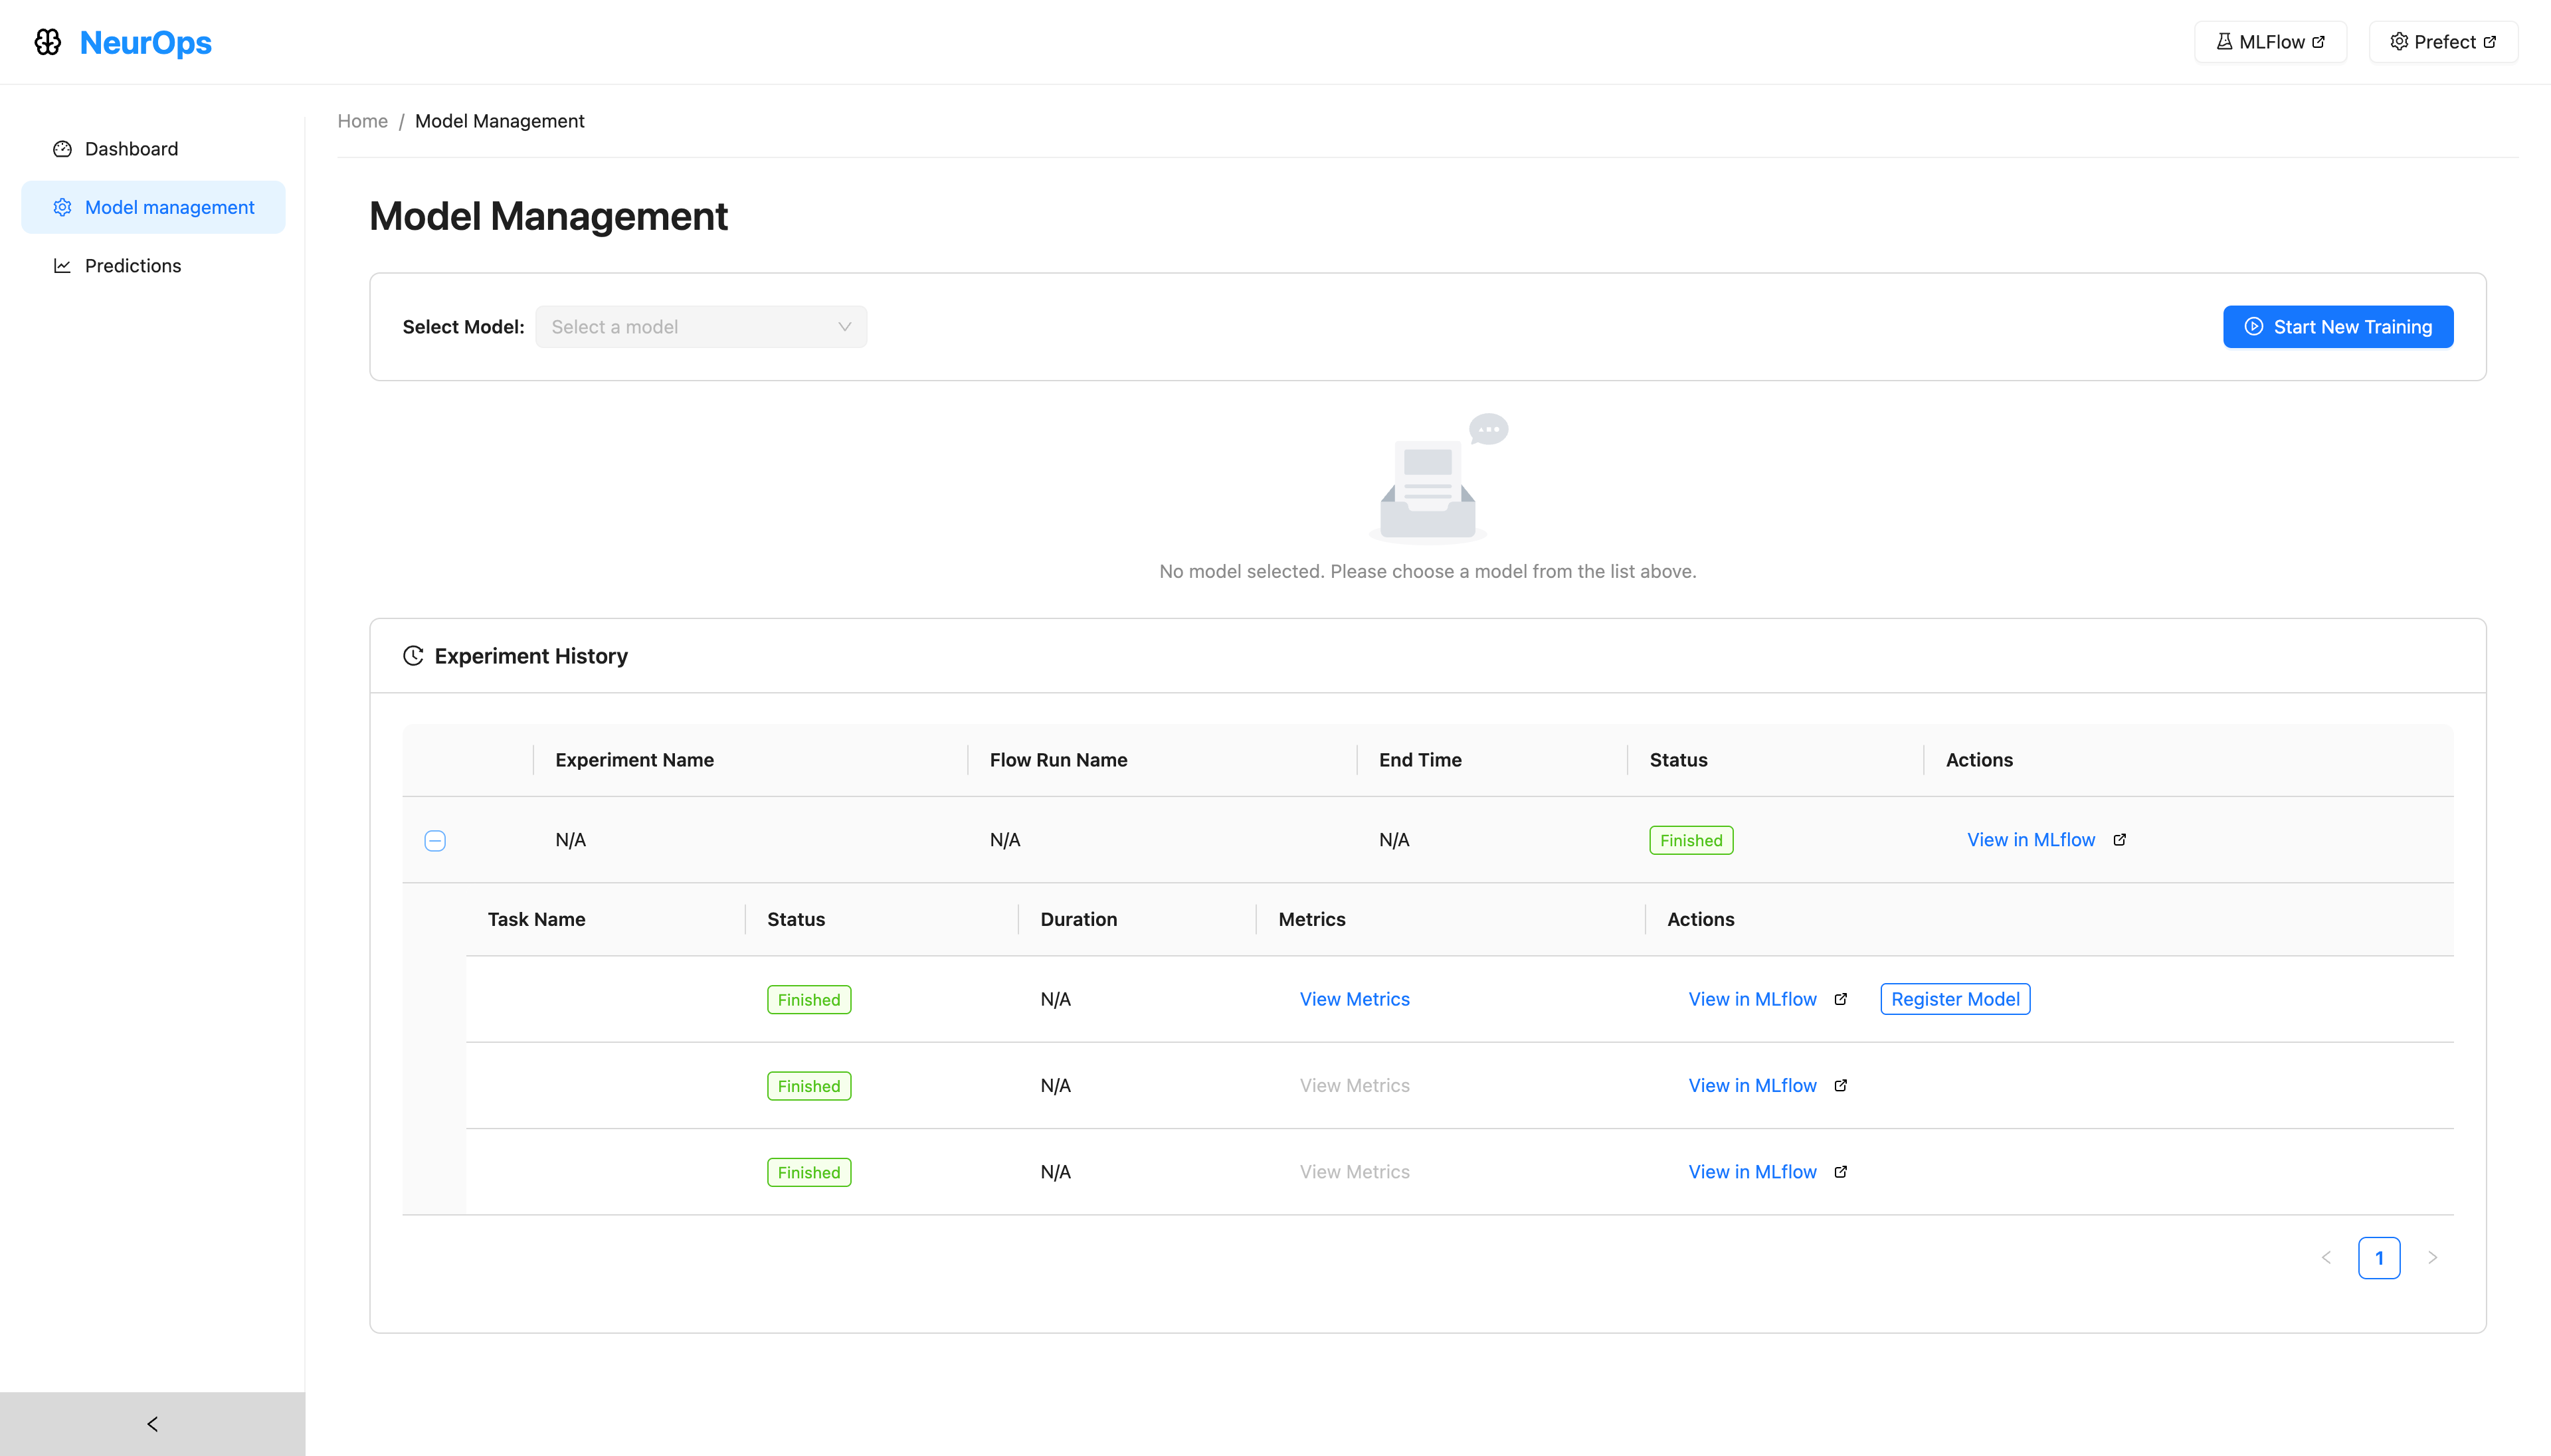 NeurOps
MLFlow
Prefect
Dashboard
Model management
Predictions
Home / Model Management
Model Management
Select Model: Select a model
Start New Training
No model selected. Please choose a model from the list above.
Experiment History
Experiment Name Flow Run Name End Time Status Actions
N/A N/A N/A Finished View in MLflow
Task Name Status Duration Metrics Actions
Finished N/A View Metrics View in MLflow Register Model
Finished N/A View Metrics View in MLflow
Finished N/A View Metrics View in MLflow
1